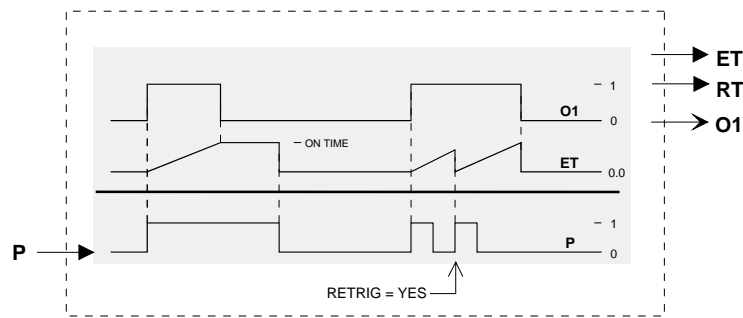 ET
1
RT
O1
0
O1
ON TIME
ET
0.0
1
P
P
0
RETRIG = YES